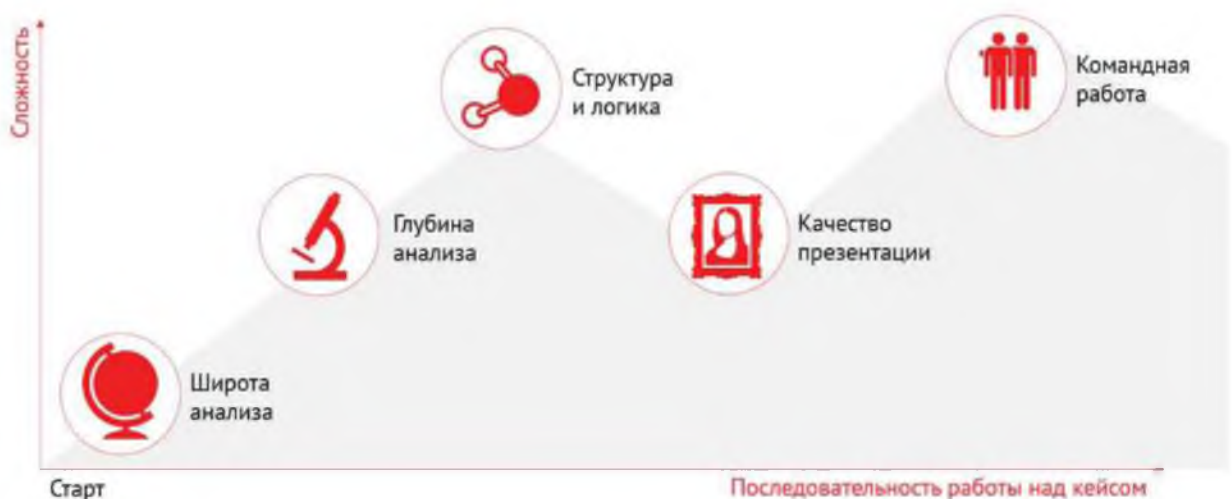 Сложность
Структура
и логика
Командная
работа
Глубина
анализа
Качество
презентации
Широта
анализа
Старт
Последовательность работы над кейсом